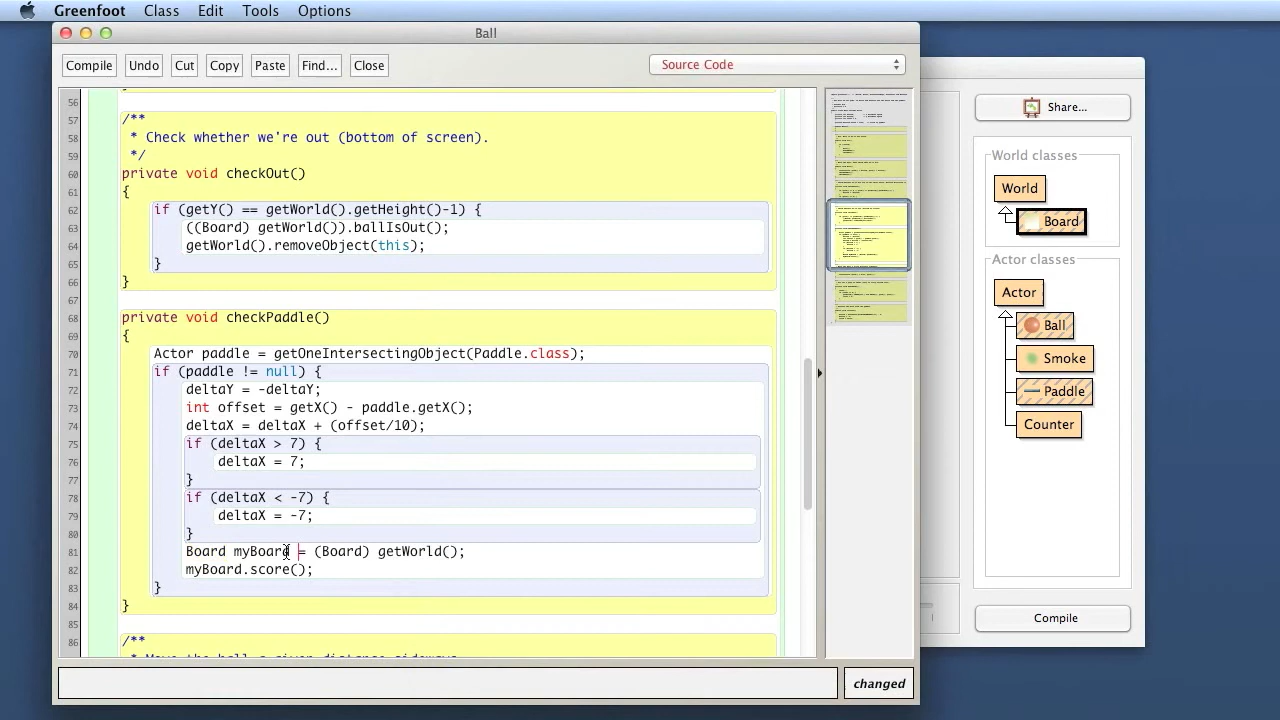 Greenfoot Class Edit Tools Options
Ball
Compile Undo Cut Copy Paste Find... Close Source Code
56
57 /**
58 * Check whether we're out (bottom of screen).
59 */
60 private void checkOut()
61 {
62 if (getY() == getWorld().getHeight()-1) {
63 ((Board) getWorld()).ballIsOut();
64 getWorld().removeObject(this);
65 }
66 }
67
68 private void checkPaddle()
69 {
70 Actor paddle = getOneIntersectingObject(Paddle.class);
71 if (paddle != null) {
72 deltaY = -deltaY;
73 int offset = getX() - paddle.getX();
74 deltaX = deltaX + (offset/10);
75 if (deltaX > 7) {
76 deltaX = 7;
77 }
78 if (deltaX < -7) {
79 deltaX = -7;
80 }
81 Board myBoard = (Board) getWorld();
82 myBoard.score();
83 }
84 }
85
86 /**
changed
Share...
World classes
World
Board
Actor classes
Actor
Ball
Smoke
Paddle
Counter
Compile